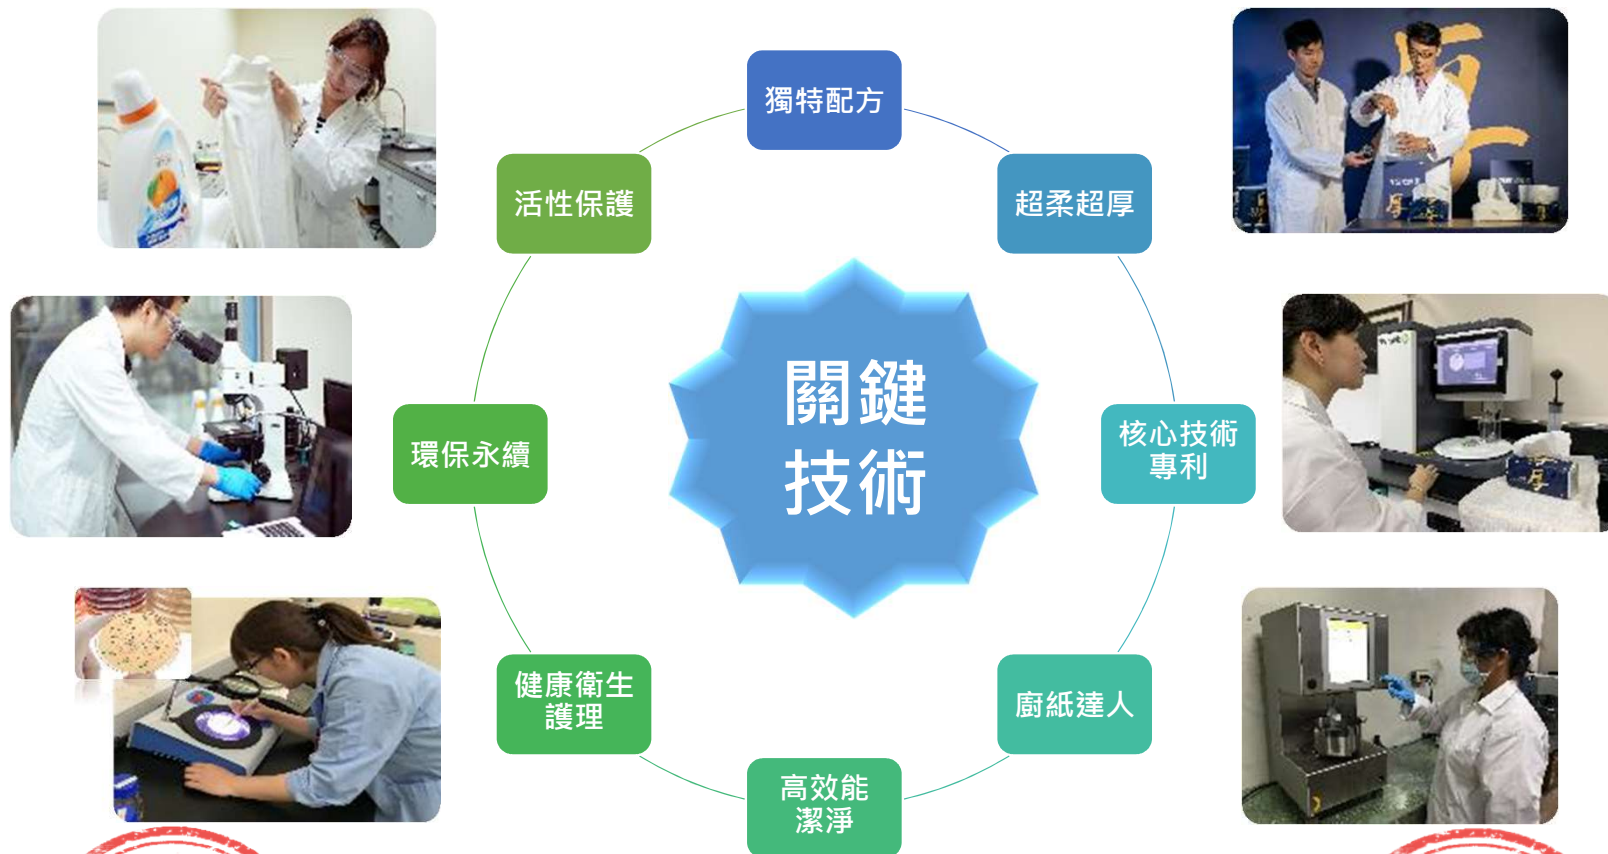 獨特配方
活性保護
超柔超厚
關鍵
技術
環保永續
核心技術
專利
健康衛生
護理
廚紙達人
高效能
潔淨
厚